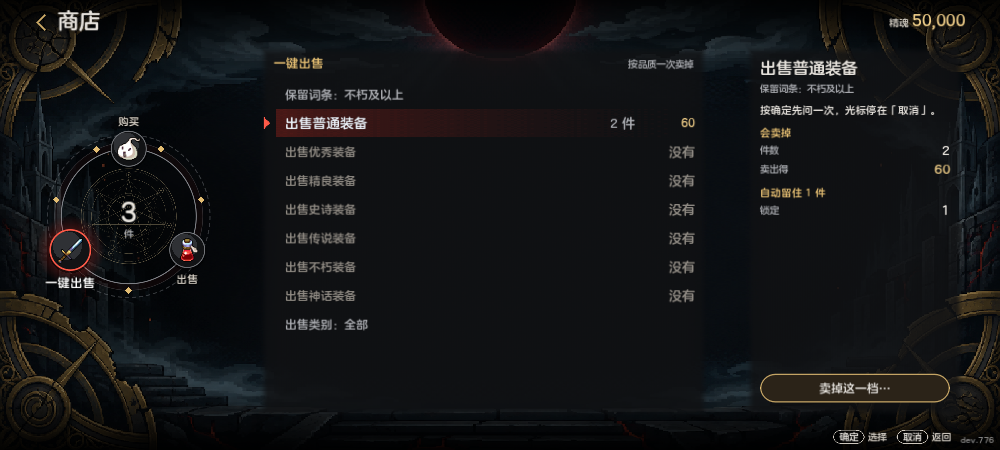 商店
精魂 50,000
购买
3
件
一键出售
出售
一键出售
按品质一次卖掉
保留词条：不朽及以上
出售普通装备 2 件 60
出售优秀装备 没有
出售精良装备 没有
出售史诗装备 没有
出售传说装备 没有
出售不朽装备 没有
出售神话装备 没有
出售类别：全部
出售普通装备
保留词条：不朽及以上
按确定先问一次，光标停在「取消」。
会卖掉
件数 2
卖出得 60
自动留住 1 件
锁定 1
卖掉这一档…
确定 选择 取消 返回
dev.776